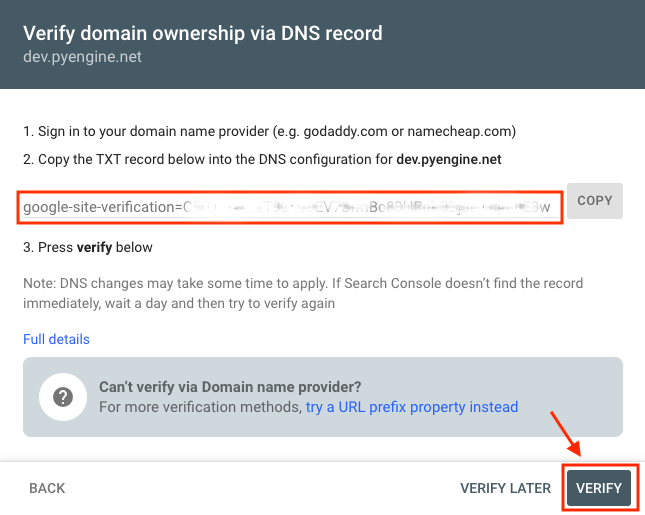 Verify domain ownership via DNS record
dev.pyengine.net
1. Sign in to your domain name provider (e.g. godaddy.com or namecheap.com)
2. Copy the TXT record below into the DNS configuration for dev.pyengine.net
google-site-verification=
COPY
3. Press verify below
Note: DNS changes may take some time to apply. If Search Console doesn't find the record
immediately, wait a day and then try to verify again
Full details
Can't verify via Domain name provider?
For more verification methods, try a URL prefix property instead
BACK
VERIFY LATER
VERIFY